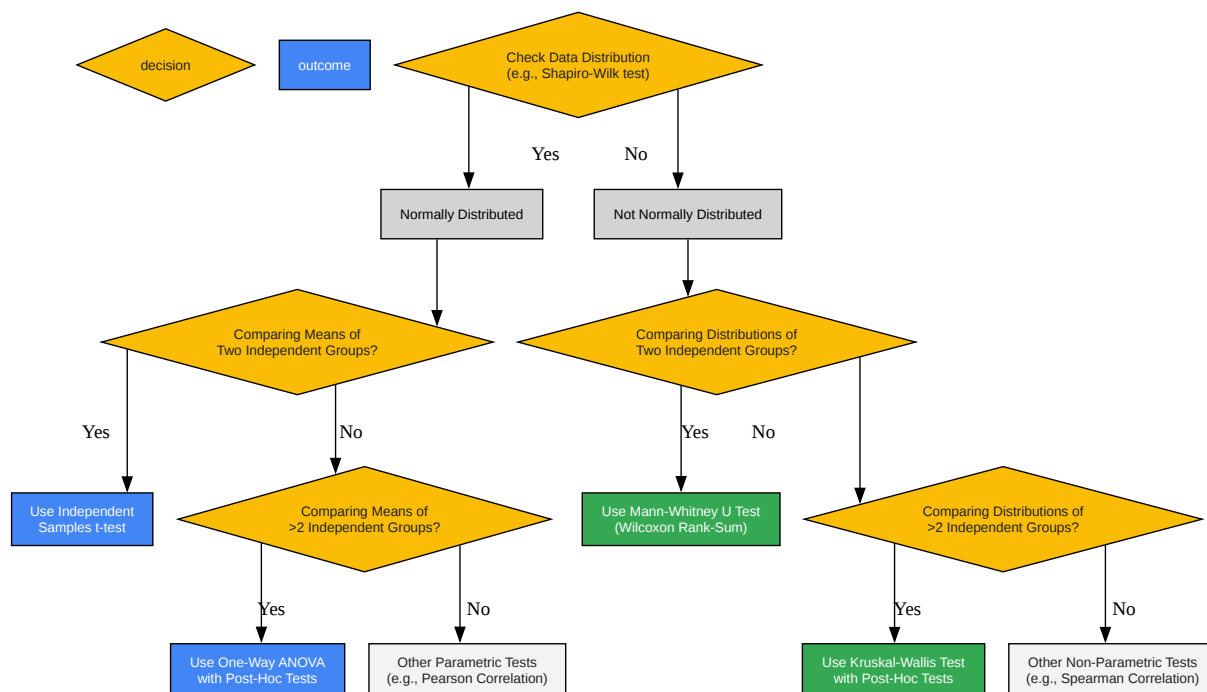 decision
outcome
Check Data Distribution
(e.g., Shapiro-Wilk test)
Yes
No
Normally Distributed
Not Normally Distributed
Comparing Means of
Two Independent Groups?
Comparing Distributions of
Two Independent Groups?
Yes
No
Yes
No
Use Independent
Samples t-test
Comparing Means of
>2 Independent Groups?
Use Mann-Whitney U Test
(Wilcoxon Rank-Sum)
Comparing Distributions of
>2 Independent Groups?
Yes
No
Yes
No
Use One-Way ANOVA
with Post-Hoc Tests
Other Parametric Tests
(e.g., Pearson Correlation)
Use Kruskal-Wallis Test
with Post-Hoc Tests
Other Non-Parametric Tests
(e.g., Spearman Correlation)